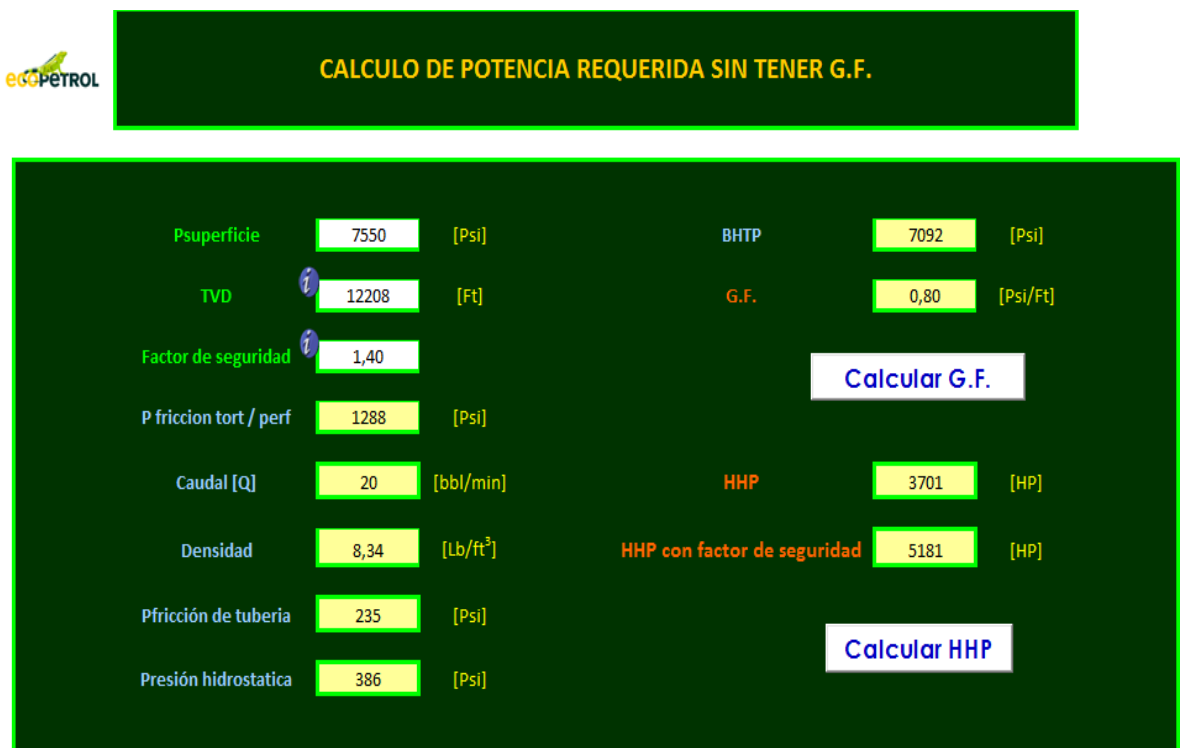 ecopetrol
CALCULO DE POTENCIA REQUERIDA SIN TENER G.F.
Psuperficie 7550 [Psi] BHTP 7092 [Psi]
TVD i 12208 [Ft] G.F. 0,80 [Psi/Ft]
Factor de seguridad i 1,40
Calcular G.F.
P friccion tort / perf 1288 [Psi]
Caudal [Q] 20 [bbl/min] HHP 3701 [HP]
Densidad 8,34 [Lb/ft³] HHP con factor de seguridad 5181 [HP]
Pfricción de tuberia 235 [Psi]
Calcular HHP
Presión hidrostatica 386 [Psi]